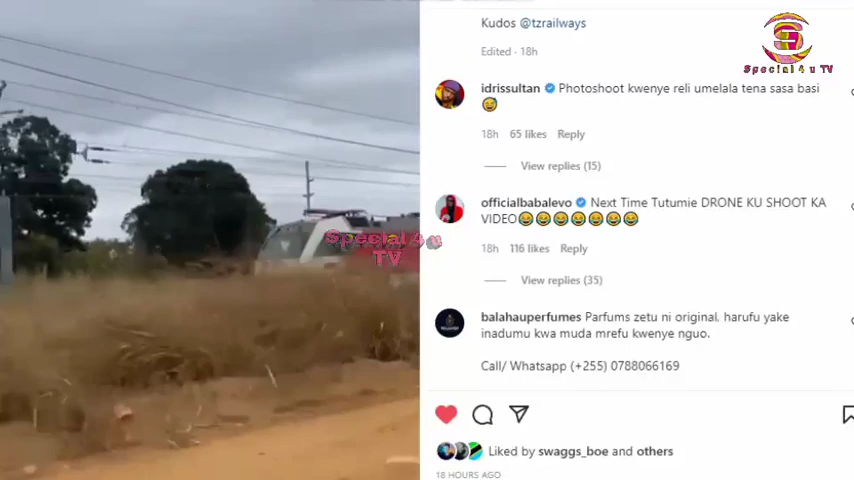 Kudos @tzrailways
Edited · 18h
Special 4 u TV
idrissultan Photoshoot kwenye reli umelala tena sasa basi
😅
18h 65 likes Reply
View replies (15)
officialbabalevo Next Time Tutumie DRONE KU SHOOT KA
VIDEO😂😂😂😂😂😂😂
18h 116 likes Reply
View replies (35)
Special 4 u
TV
balahauperfumes Parfums zetu ni original, harufu yake
inadumu kwa muda mrefu kwenye nguo.
Call/ Whatsapp (+255) 0788066169
Liked by swaggs_boe and others
18 HOURS AGO